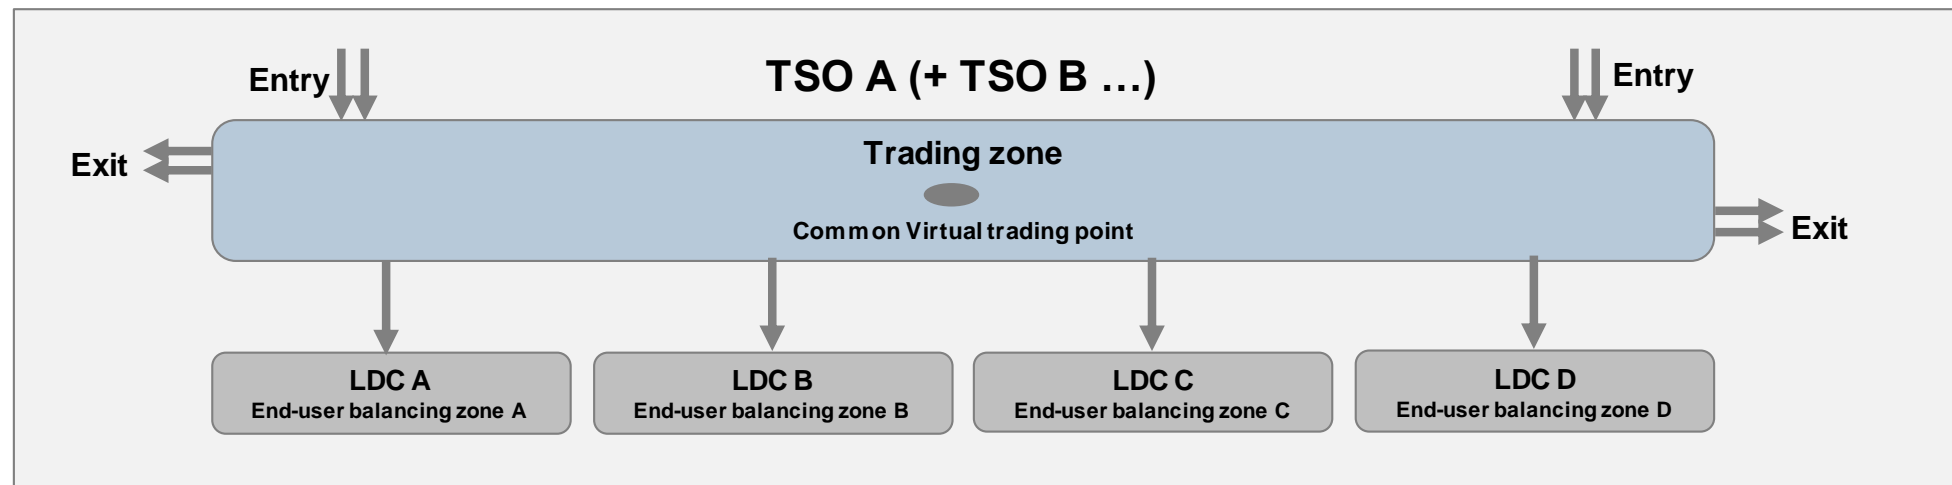 TSO A (+ TSO B …)
Entry
Entry
Trading zone
Exit
Common Virtual trading point
Exit
LDC A
End-user balancing zone A
LDC B
End-user balancing zone B
LDC C
End-user balancing zone C
LDC D
End-user balancing zone D